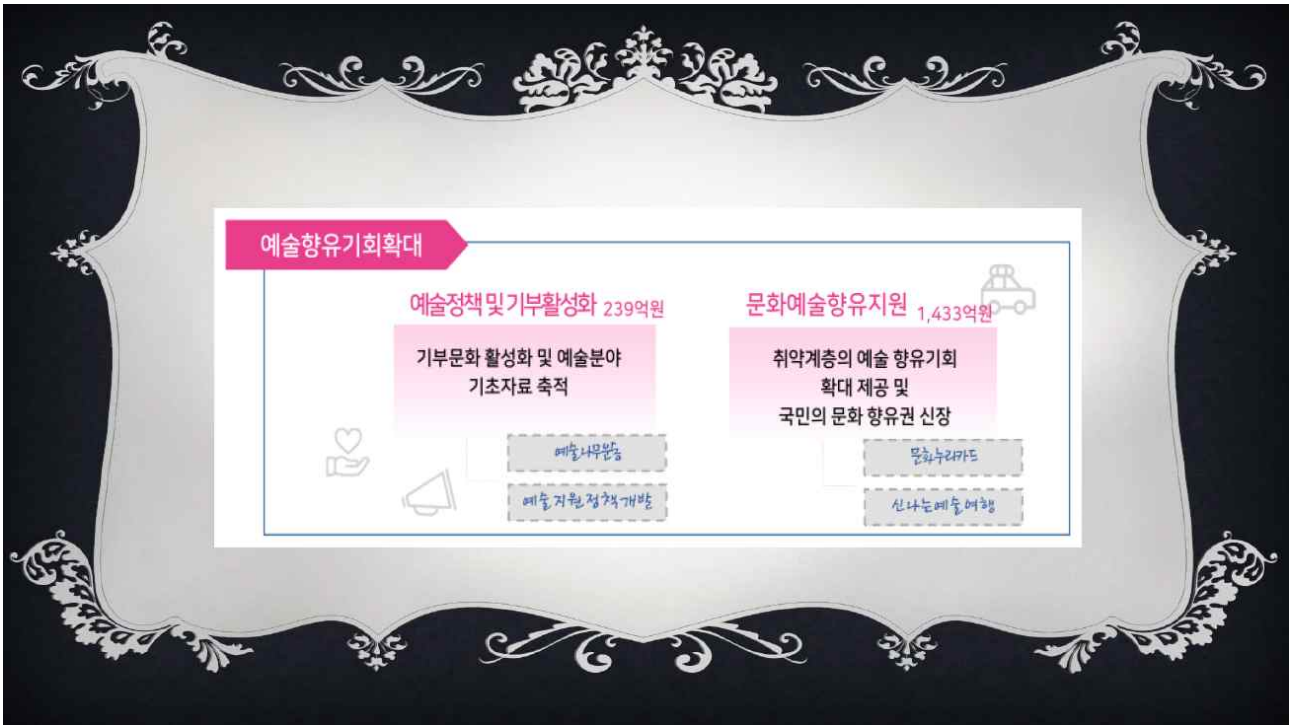 예술향유기회확대
예술정책 및 기부활성화 239억원
기부문화 활성화 및 예술분야
기초자료 축적
예술나무운동
예술지원정책개발
문화예술향유지원 1,433억원
취약계층의 예술 향유기회
확대 제공 및
국민의 문화 향유권 신장
문화누리카드
신나는예술여행